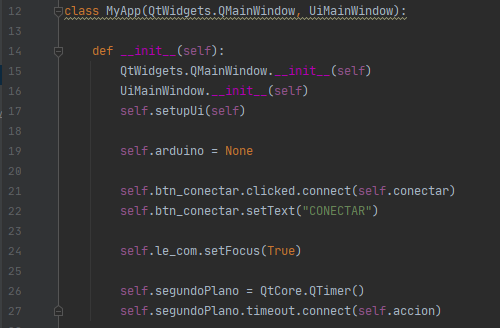 12 class MyApp(QtWidgets.QMainWindow, UiMainWindow):
13
14 def __init__(self):
15 QtWidgets.QMainWindow.__init__(self)
16 UiMainWindow.__init__(self)
17 self.setupUi(self)
18
19 self.arduino = None
20
21 self.btn_conectar.clicked.connect(self.conectar)
22 self.btn_conectar.setText("CONECTAR")
23
24 self.le_com.setFocus(True)
25
26 self.segundoPlano = QtCore.QTimer()
27 self.segundoPlano.timeout.connect(self.accion)